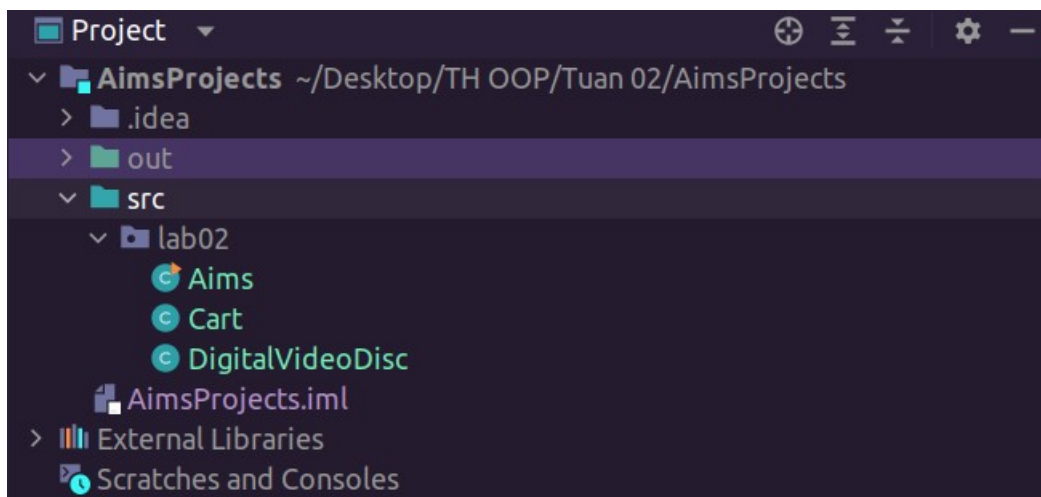 Project
AimsProjects ~/Desktop/TH OOP/Tuan 02/AimsProjects
.idea
out
src
lab02
C Aims
C Cart
C DigitalVideoDisc
AimsProjects.iml
External Libraries
Scratches and Consoles